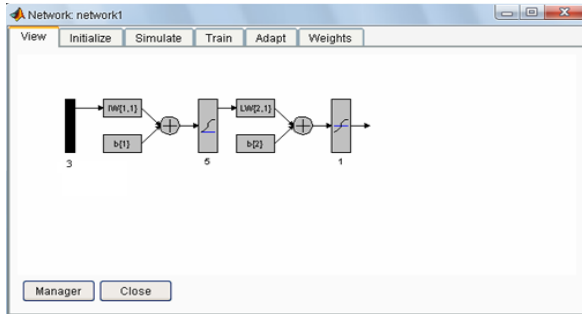 Network: network1
View Initialize Simulate Train Adapt Weights
IW{1,1} LW{2,1}
b{1} b{2}
3 5 1
Manager Close